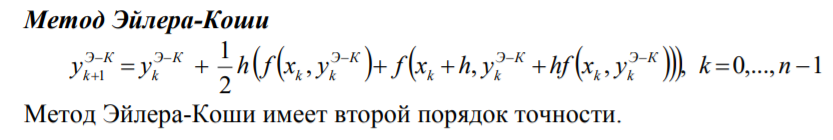 Метод Эйлера-Коши
y_{k+1}^{Э–К} = y_k^{Э–К} + \frac{1}{2}h(f(x_k, y_k^{Э–К}) + f(x_k + h, y_k^{Э–К} + hf(x_k, y_k^{Э–К}))), k = 0,..., n – 1
Метод Эйлера-Коши имеет второй порядок точности.